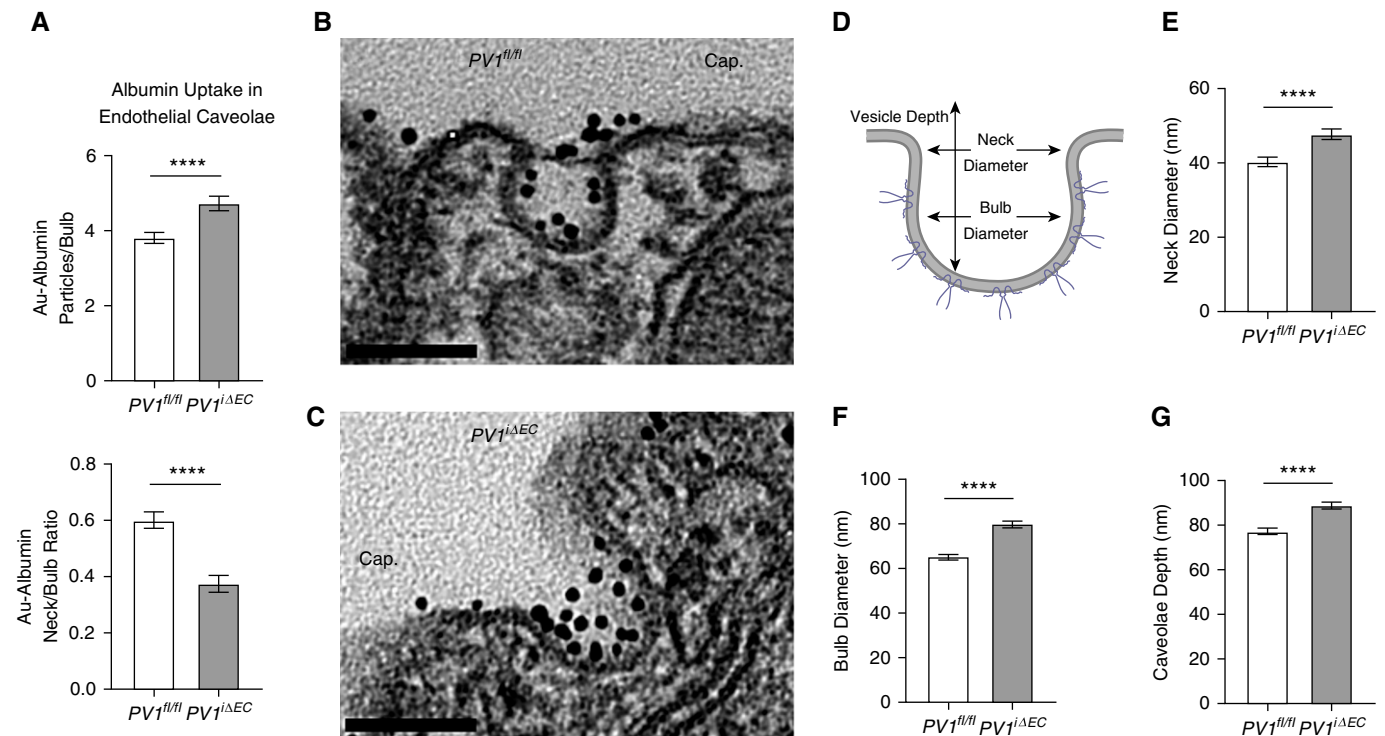 A
Albumin Uptake in
Endothelial Caveolae
Au-Albumin
Particles/Bulb
6
4
2
0
****
PV1fl/fl PV1iΔEC
Au-Albumin
Neck/Bulb Ratio
0.8
0.6
0.4
0.2
0.0
****
PV1fl/fl PV1iΔEC
B
PV1fl/fl
Cap.
C
PV1iΔEC
Cap.
D
Vesicle Depth
Neck
Diameter
Bulb
Diameter
E
Neck Diameter (nm)
60
40
20
0
****
PV1fl/fl PV1iΔEC
F
Bulb Diameter (nm)
100
80
60
40
20
0
****
PV1fl/fl PV1iΔEC
G
Caveolae Depth (nm)
100
80
60
40
20
0
****
PV1fl/fl PV1iΔEC